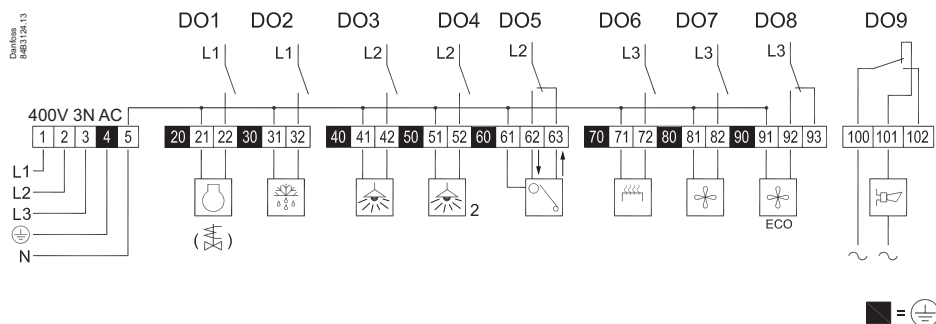 Danfoss
84B3124.13
DO1 DO2 DO3 DO4 DO5 DO6 DO7 DO8 DO9
L1 L1 L2 L2 L2 L3 L3 L3
400V 3N AC
1 2 3 4 5 20 21 22 30 31 32 40 41 42 50 51 52 60 61 62 63 70 71 72 80 81 82 90 91 92 93 100 101 102
L1
L2
L3
N
2
ECO
( )
=